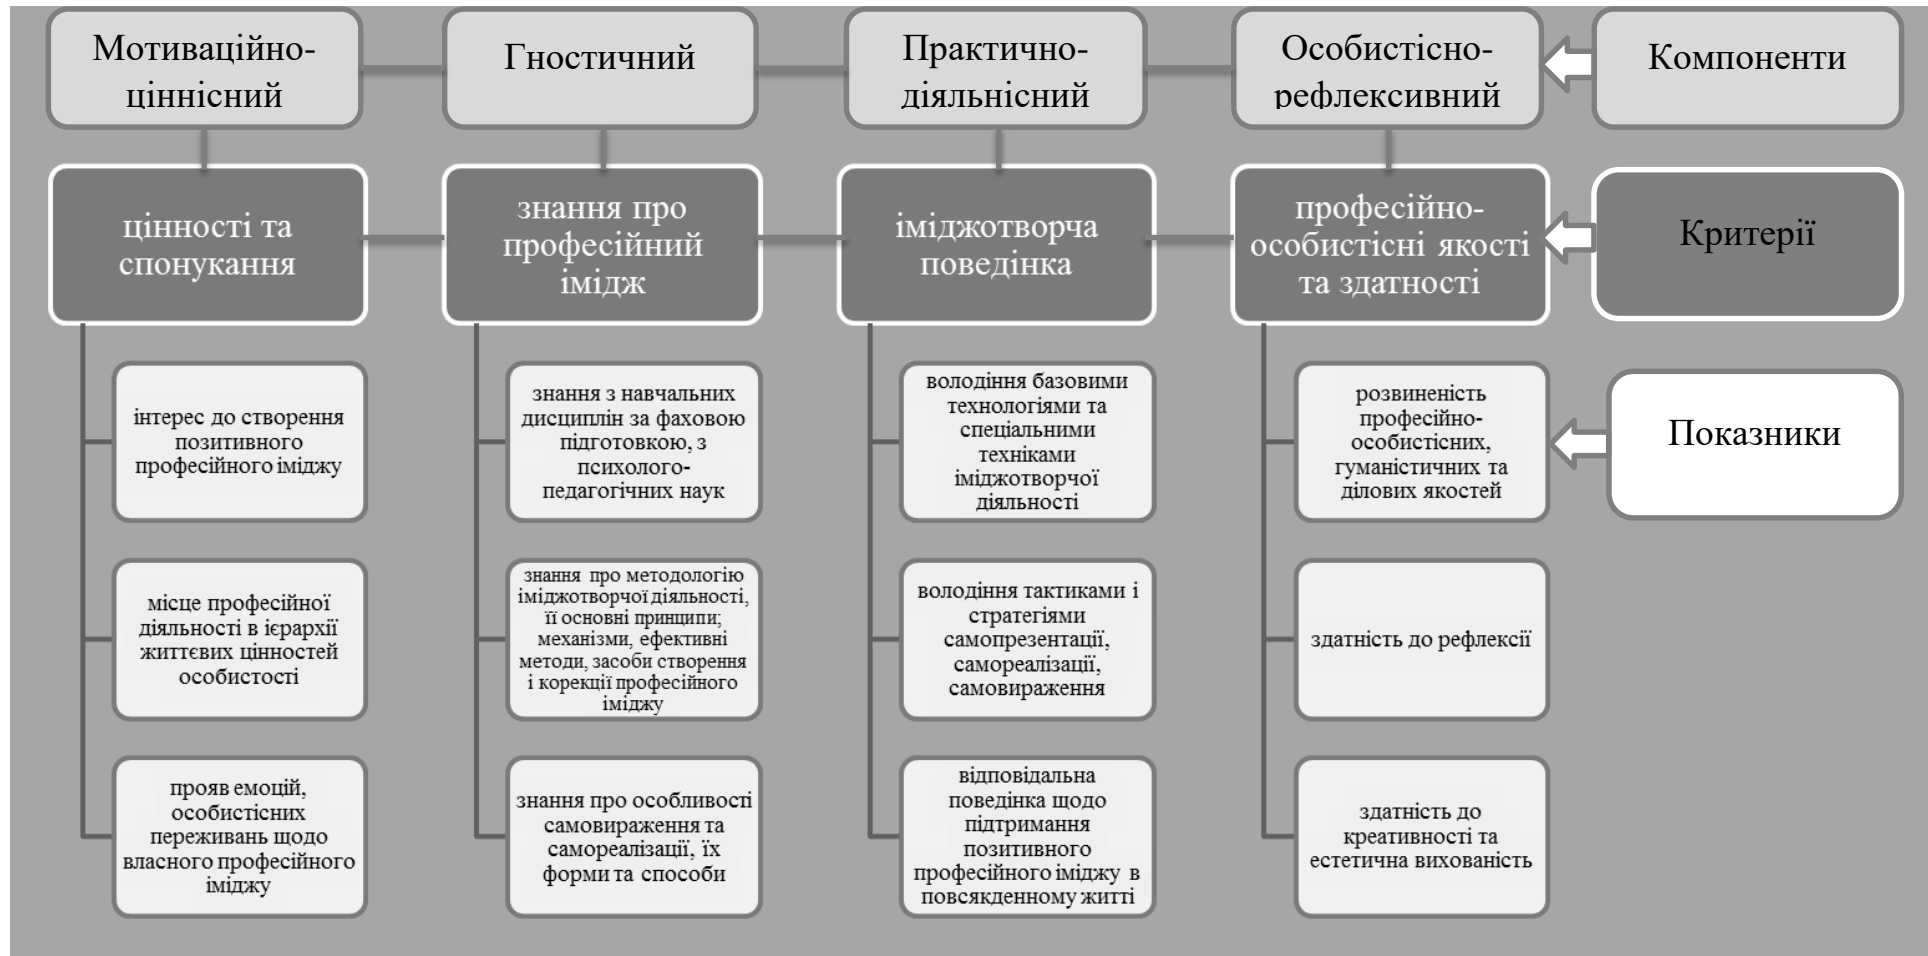 Мотиваційно-
ціннісний
Гностичний
Практично-
діяльнісний
Особистісно-
рефлексивний
Компоненти
цінності та
спонукання
знання про
професійний
імідж
іміджотворча
поведінка
професійно-
особистісні якості
та здатності
Критерії
інтерес до створення
позитивного
професійного іміджу
знання з навчальних
дисциплін за фаховою
підготовкою, з
психолого-
педагогічних наук
володіння базовими
технологіями та
спеціальними
техніками
іміджотворчої
діяльності
розвиненість
професійно-
особистісних,
гуманістичних та
ділових якостей
Показники
місце професійної
діяльності в ієрархії
життєвих цінностей
особистості
знання про методологію
іміджотворчої діяльності,
її основні принципи;
механізми, ефективні
методи, засоби створення
і корекції професійного
іміджу
володіння тактиками і
стратегіями
самопрезентації,
самореалізації,
самовираження
здатність до рефлексії
прояв емоцій,
особистісних
переживань щодо
власного професійного
іміджу
знання про особливості
самовираження та
самореалізації, їх
форми та способи
відповідальна
поведінка щодо
підтримання
позитивного
професійного іміджу в
повсякденному житті
здатність до
креативності та
естетична вихованість